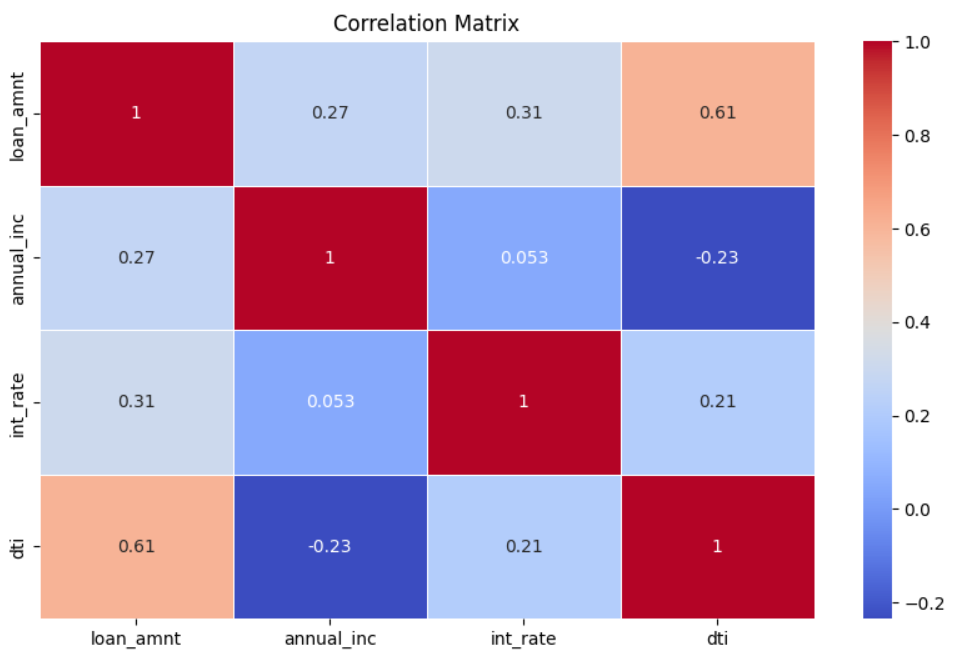 Correlation Matrix
loan_amnt 1 0.27 0.31 0.61
annual_inc 0.27 1 0.053 -0.23
int_rate 0.31 0.053 1 0.21
dti 0.61 -0.23 0.21 1
loan_amnt annual_inc int_rate dti
1.0
0.8
0.6
0.4
0.2
0.0
−0.2